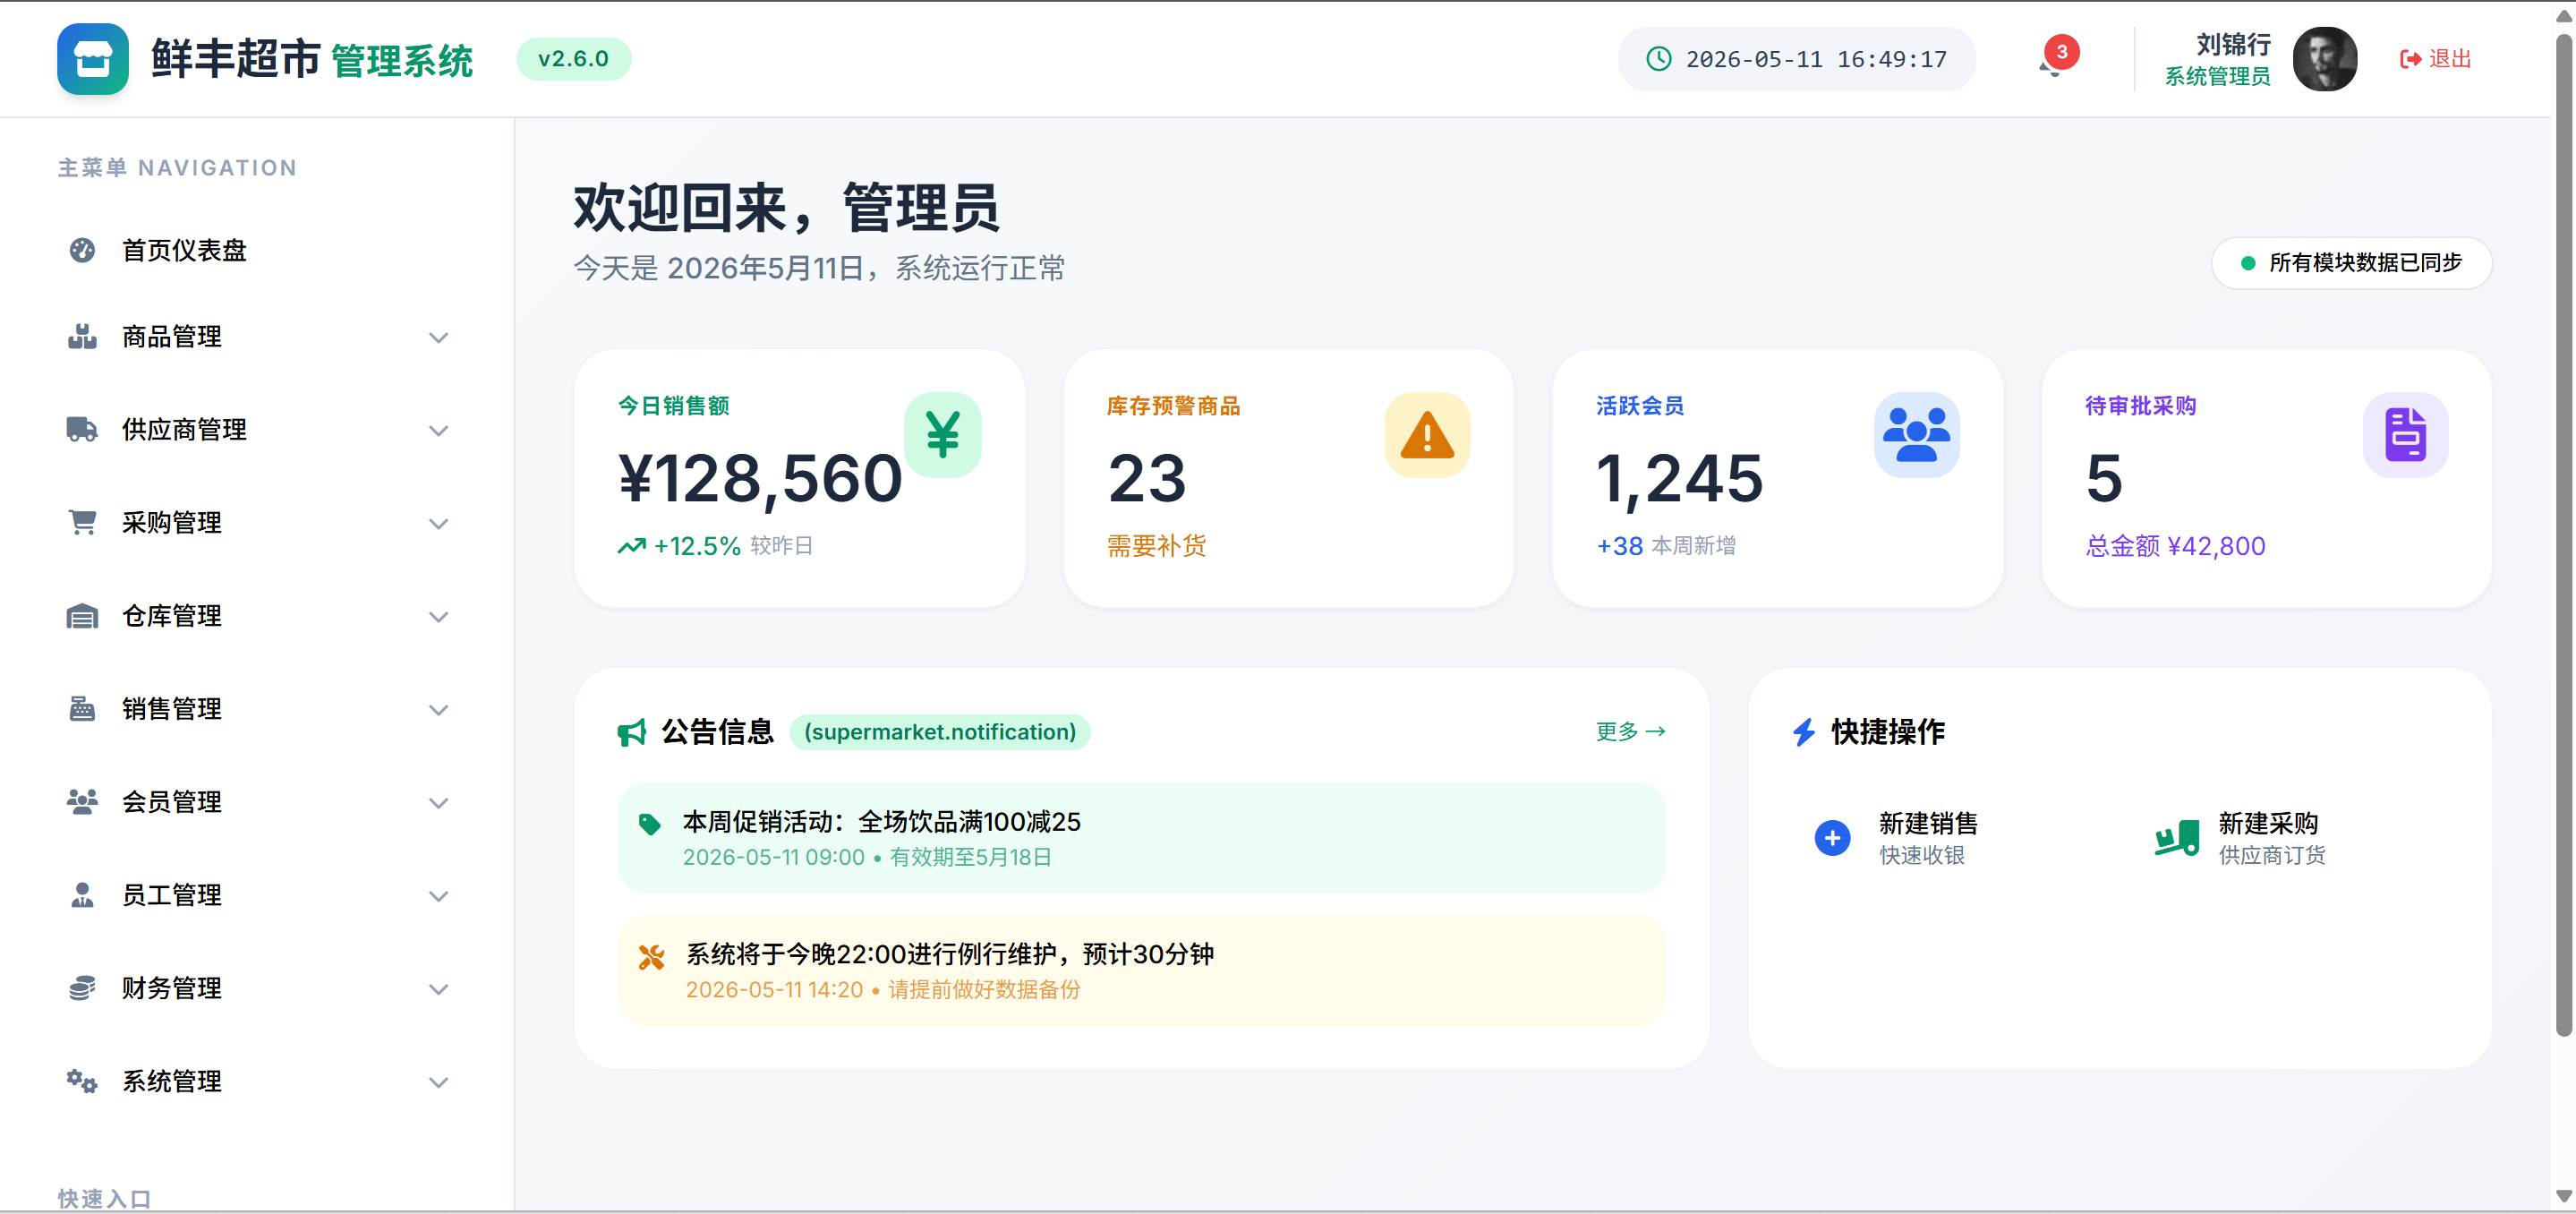 鲜丰超市 管理系统 v2.6.0
2026-05-11 16:49:17
3
刘锦行
系统管理员
退出
主菜单 NAVIGATION
首页仪表盘
商品管理
供应商管理
采购管理
仓库管理
销售管理
会员管理
员工管理
财务管理
系统管理
快速入口
欢迎回来，管理员
今天是 2026年5月11日，系统运行正常
所有模块数据已同步
今日销售额
¥128,560
+12.5% 较昨日
库存预警商品
23
需要补货
活跃会员
1,245
+38 本周新增
待审批采购
5
总金额 ¥42,800
公告信息 (supermarket.notification)
更多 →
本周促销活动：全场饮品满100减25
2026-05-11 09:00 • 有效期至5月18日
系统将于今晚22:00进行例行维护，预计30分钟
2026-05-11 14:20 • 请提前做好数据备份
快捷操作
新建销售
快速收银
新建采购
供应商订货